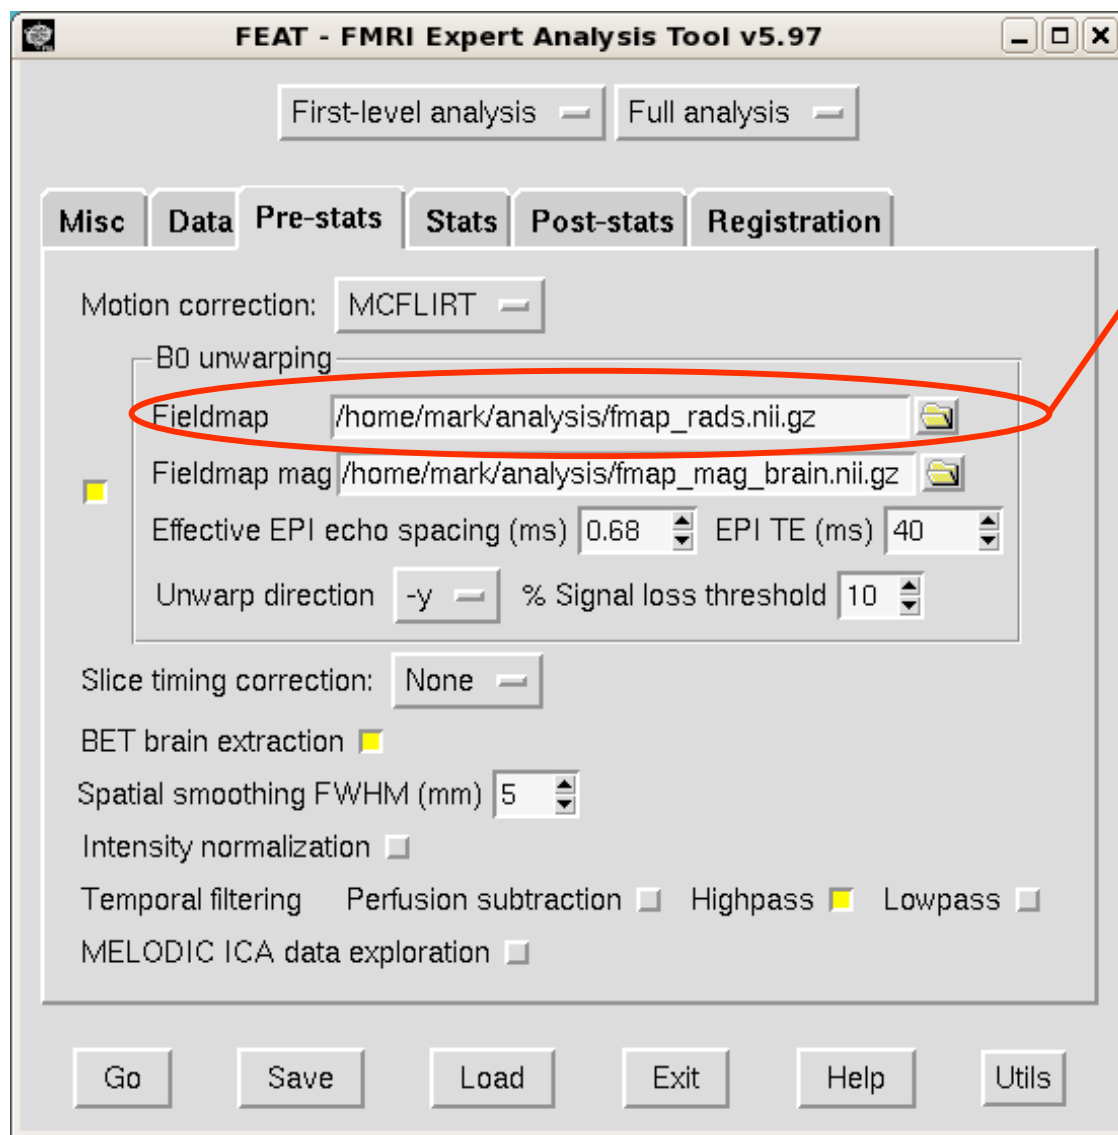 FEAT - FMRI Expert Analysis Tool v5.97
First-level analysis Full analysis
Misc Data Pre-stats Stats Post-stats Registration
Motion correction: MCFLIRT
B0 unwarping
Fieldmap /home/mark/analysis/fmap_rads.nii.gz
Fieldmap mag /home/mark/analysis/fmap_mag_brain.nii.gz
Effective EPI echo spacing (ms) 0.68 EPI TE (ms) 40
Unwarp direction -y % Signal loss threshold 10
Slice timing correction: None
BET brain extraction
Spatial smoothing FWHM (mm) 5
Intensity normalization
Temporal filtering Perfusion subtraction Highpass Lowpass
MELODIC ICA data exploration
Go Save Load Exit Help Utils